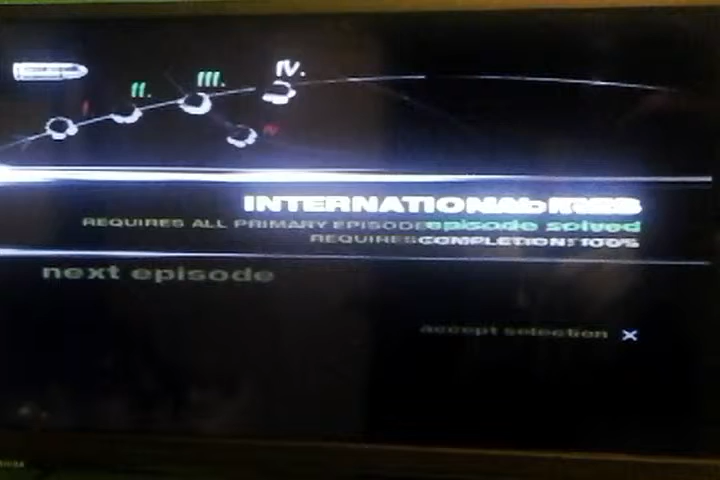 I
II.
III.
IV.
INTERNATIONAL
REQUIRES ALL PRIMARY EPISODE episode solved
REQUIRES COMPLETION: 100%
next episode
accept selection X